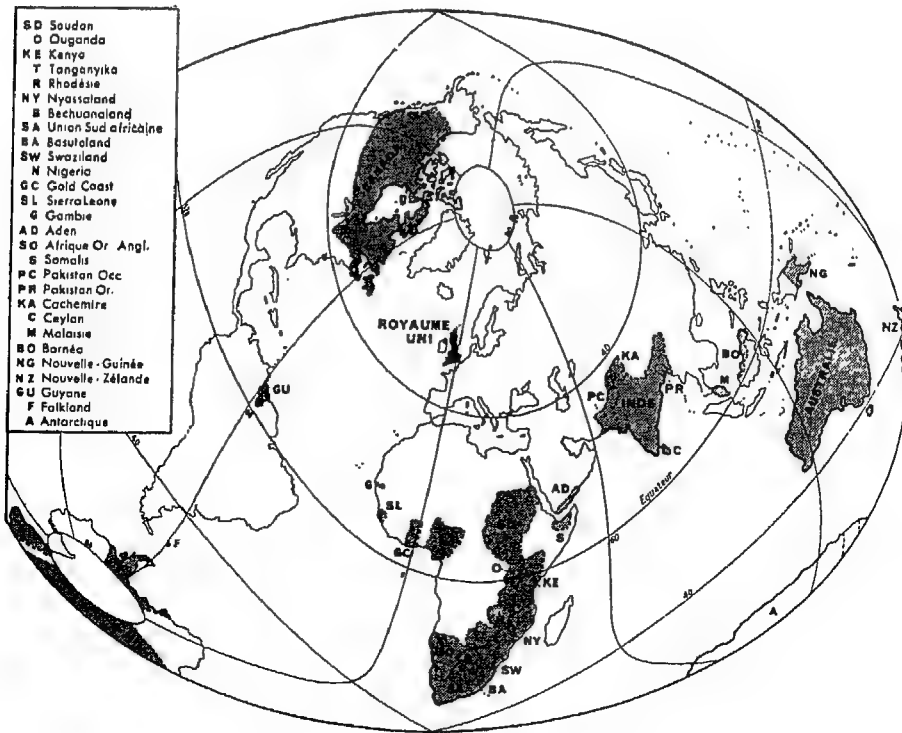 SD Soudan
O Ouganda
KE Kenya
T Tanganyika
R Rhodésie
NY Nyassaland
B Bechuanaland
SA Union Sud africaine
BA Basutoland
SW Swaziland
N Nigeria
GC Gold Coast
SL Sierra Leone
G Gambie
AD Aden
SO Afrique Or. Angl.
S Somalis
PC Pakistan Occ
PR Pakistan Or.
KA Cachemire
C Ceylan
M Malaisie
BO Barnéo
NG Nouvelle-Guinée
NZ Nouvelle-Zélande
GU Guyane
F Falkland
A Antarctique
NG
NZ
ROYAUME
UNI
BO
KA
PR
M
PC
INDE
AUSTRALIE
GU
C
G
AD
Equateur
SL
S
F
GC
O
KE
A
NY
SW
BA